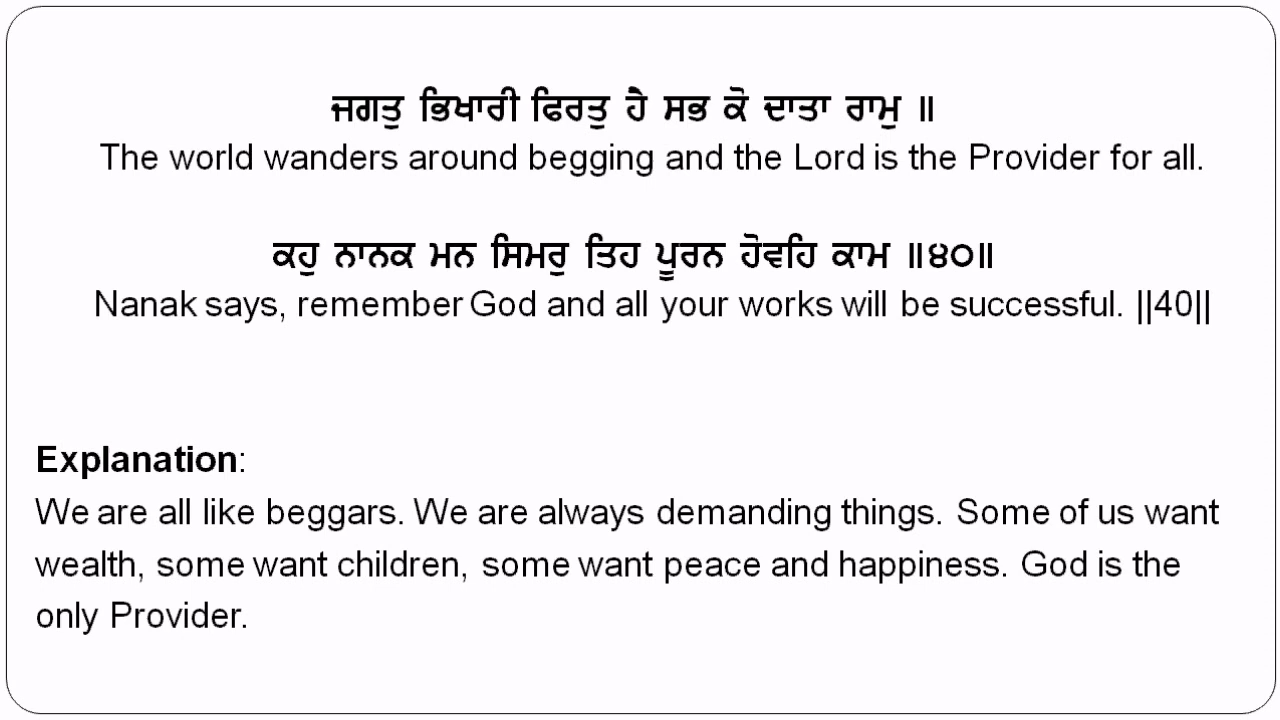 ਜਗਤੁ ਭਿਖਾਰੀ ਫਿਰਤੁ ਹੈ ਸਭ ਕੋ ਦਾਤਾ ਰਾਮੁ ॥
The world wanders around begging and the Lord is the Provider for all.
ਕਹੁ ਨਾਨਕ ਮਨ ਸਿਮਰੁ ਤਿਹ ਪੂਰਨ ਹੋਵਹਿ ਕਾਮ ॥੪੦॥
Nanak says, remember God and all your works will be successful. ||40||
Explanation:
We are all like beggars. We are always demanding things. Some of us want
wealth, some want children, some want peace and happiness. God is the
only Provider.